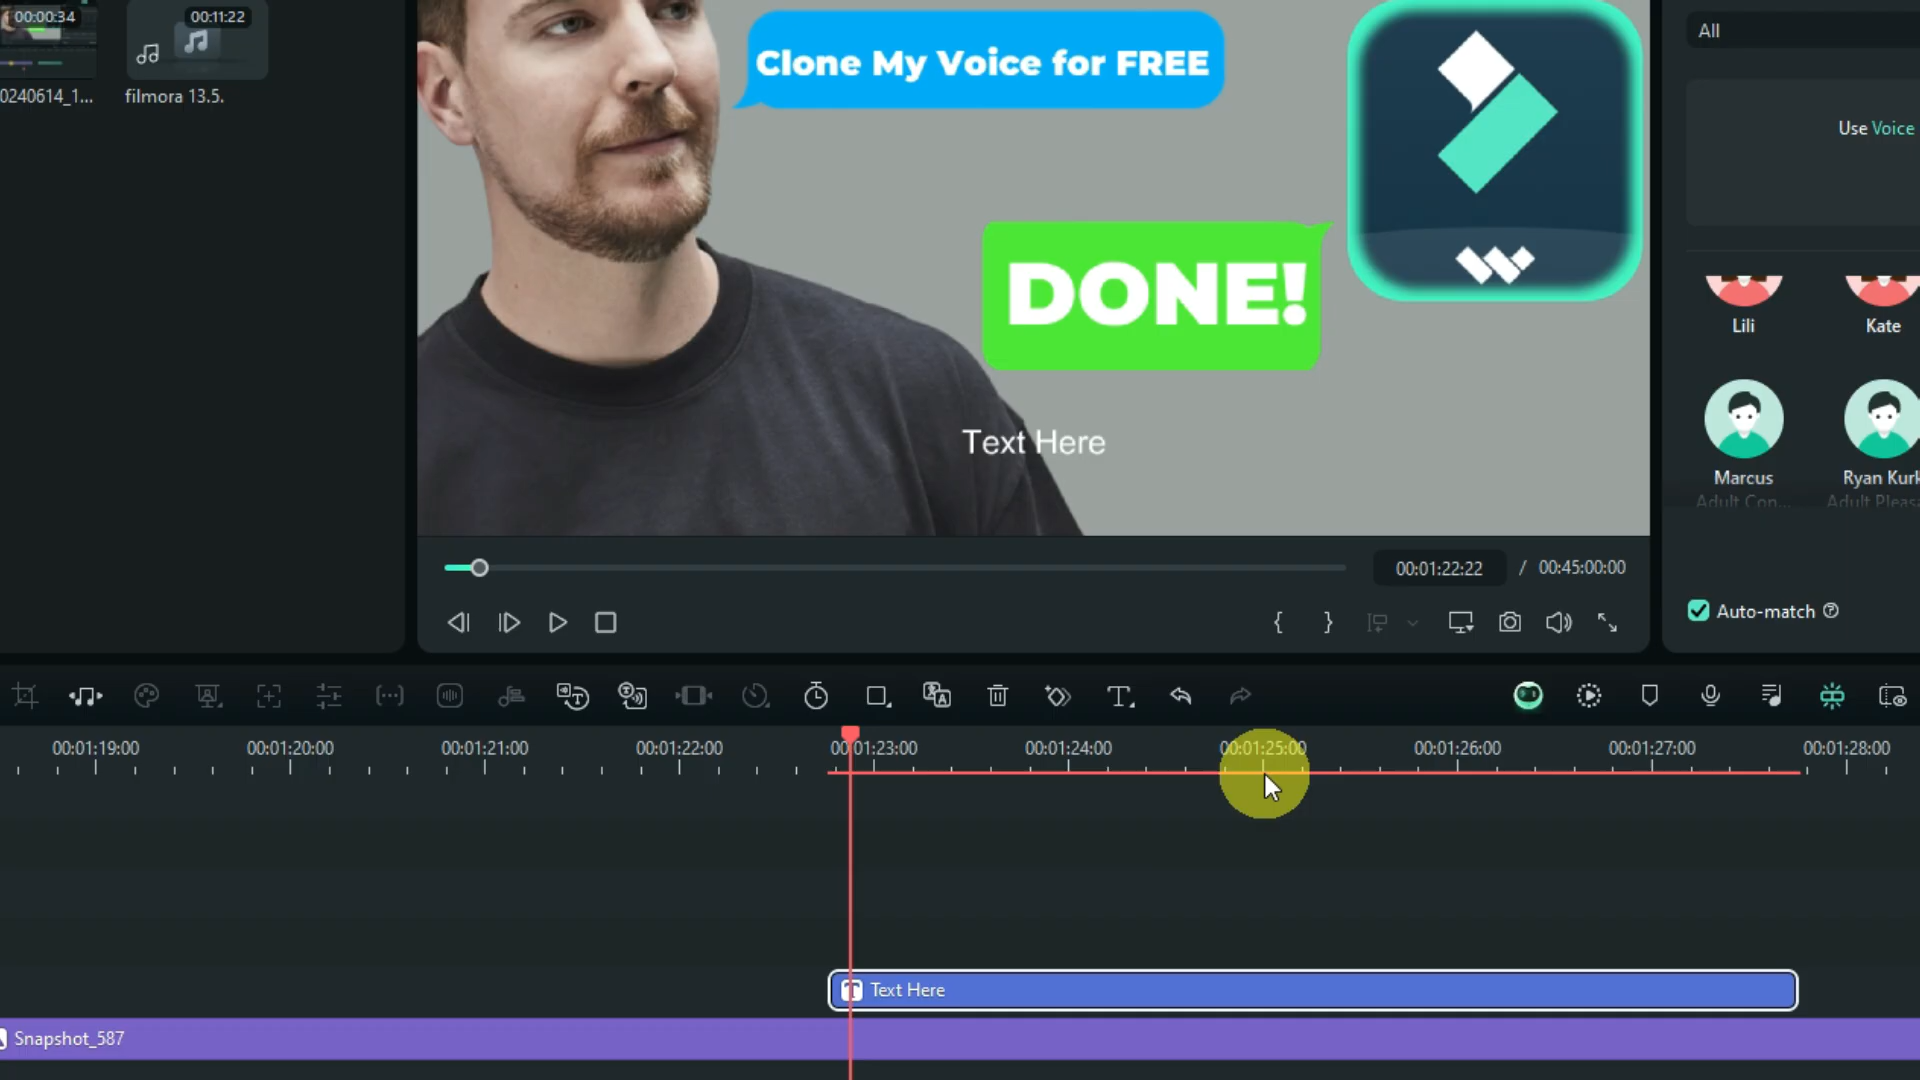 00:00:34
00:11:22
0240614_1...
filmora 13.5.
Clone My Voice for FREE
DONE!
Text Here
00:01:22:22 / 00:45:00:00
All
Use Voice
Lili
Kate
Marcus
Adult Con...
Ryan Kurk
Adult Pleas
Auto-match
00:01:19:00
00:01:20:00
00:01:21:00
00:01:22:00
00:01:23:00
00:01:24:00
00:01:25:00
00:01:26:00
00:01:27:00
00:01:28:00
Text Here
Snapshot_587